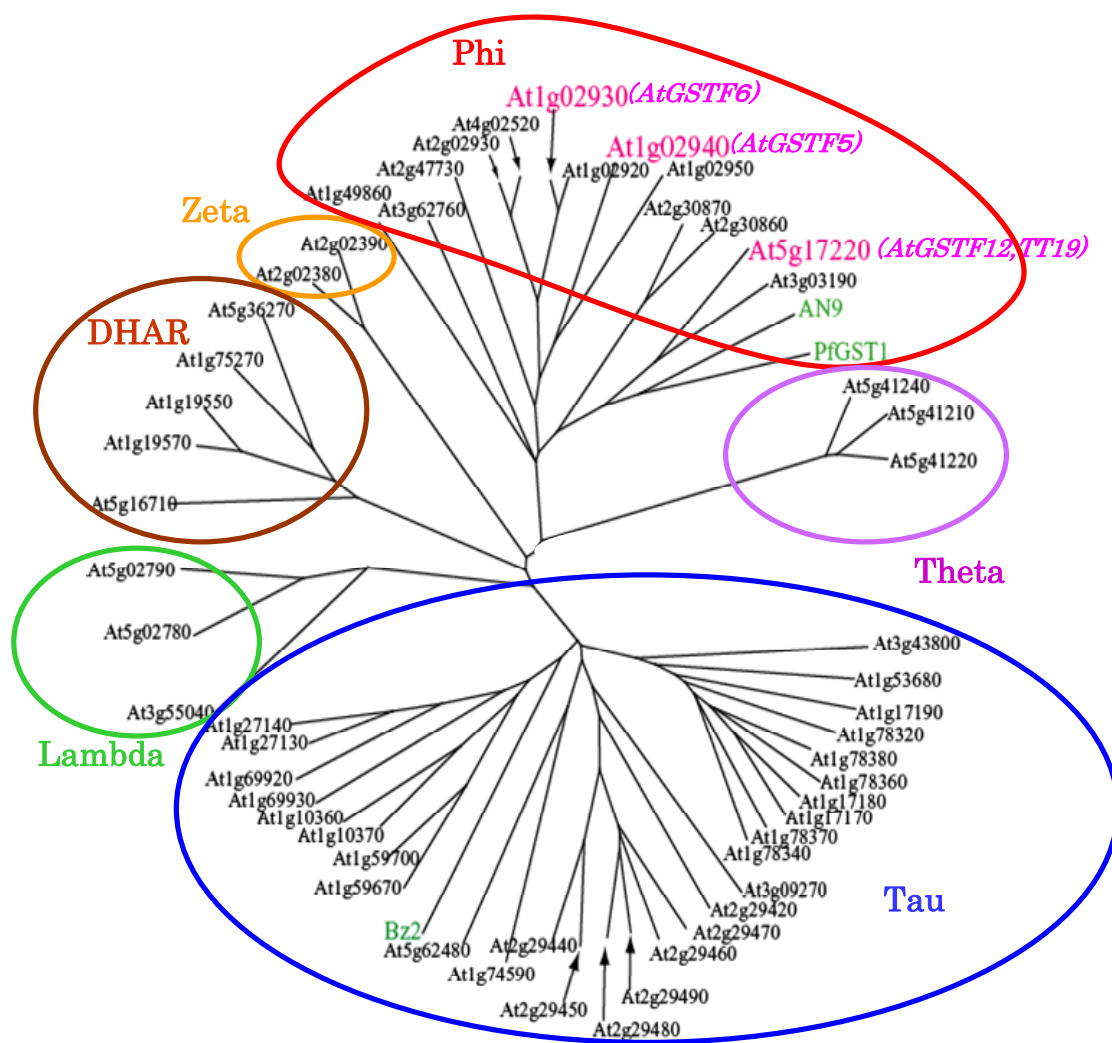 Phi
At1g02930(AtGSTF6)
At4g02520
At2g02930
At1g02940(AtGSTF5)
At2g47730
At1g02920
At1g02950
At1g49860
At3g62760
At2g30870
At2g30860
Zeta
At2g02390
At5g17220 (AtGSTF12,TT19)
At2g02380
At3g03190
At5g36270
AN9
DHAR
PfGST1
At1g75270
At5g41240
At1g19550
At5g41210
At1g19570
At5g41220
At5g16710
At5g02790
Theta
At5g02780
At3g43800
At1g53680
At3g55040
At1g17190
At1g27140
At1g78320
At1g27130
Lambda
At1g78380
At1g69920
At1g78360
At1g69930
At1g17180
At1g10360
At1g17170
At1g10370
At1g78370
At1g59700
At1g78340
At1g59670
At3g09270
Tau
At2g29420
Bz2
At2g29470
At5g62480
At2g29440
At2g29460
At1g74590
At2g29490
At2g29450
At2g29480